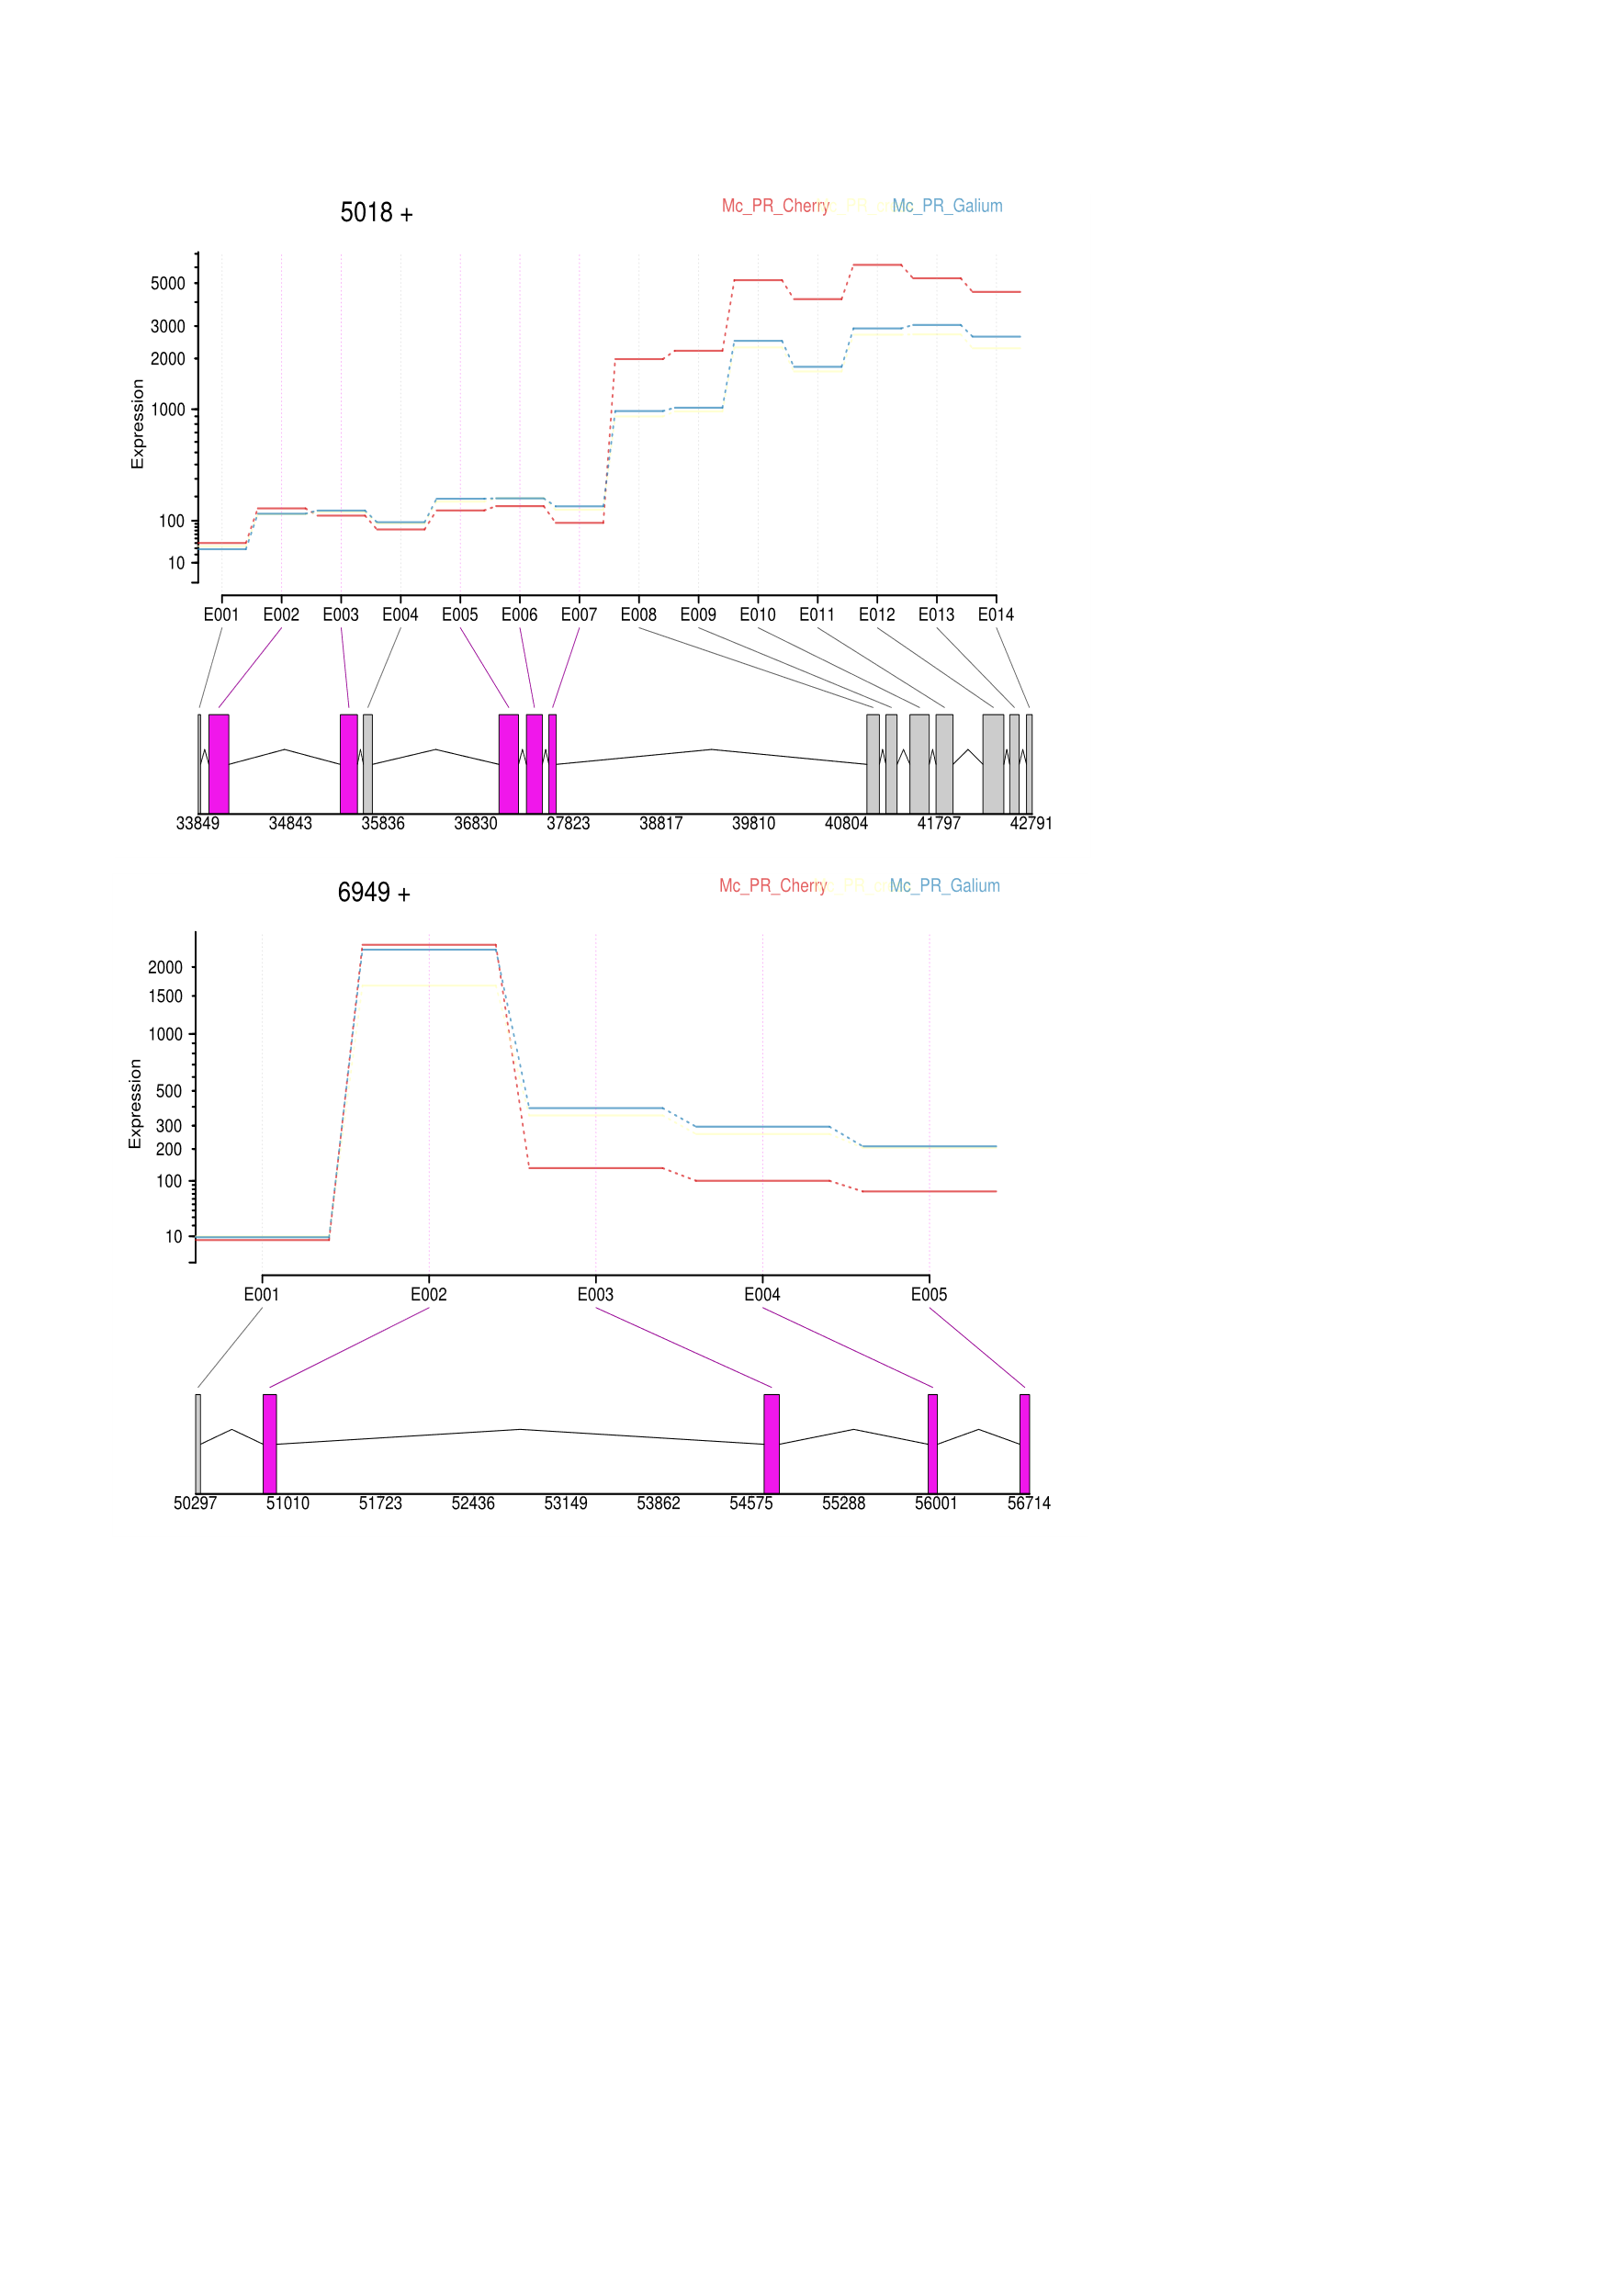 5018 + Mc_PR_Cherry Mc_PR_Galium
5000
3000
2000
1000
100
10
Expression
E001 E002 E003 E004 E005 E006 E007 E008 E009 E010 E011 E012 E013 E014
33849 34843 35836 36830 37823 38817 39810 40804 41797 42791
6949 + Mc_PR_Cherry Mc_PR_Galium
2000
1500
1000
500
300
200
100
10
Expression
E001 E002 E003 E004 E005
50297 51010 51723 52436 53149 53862 54575 55288 56001 56714